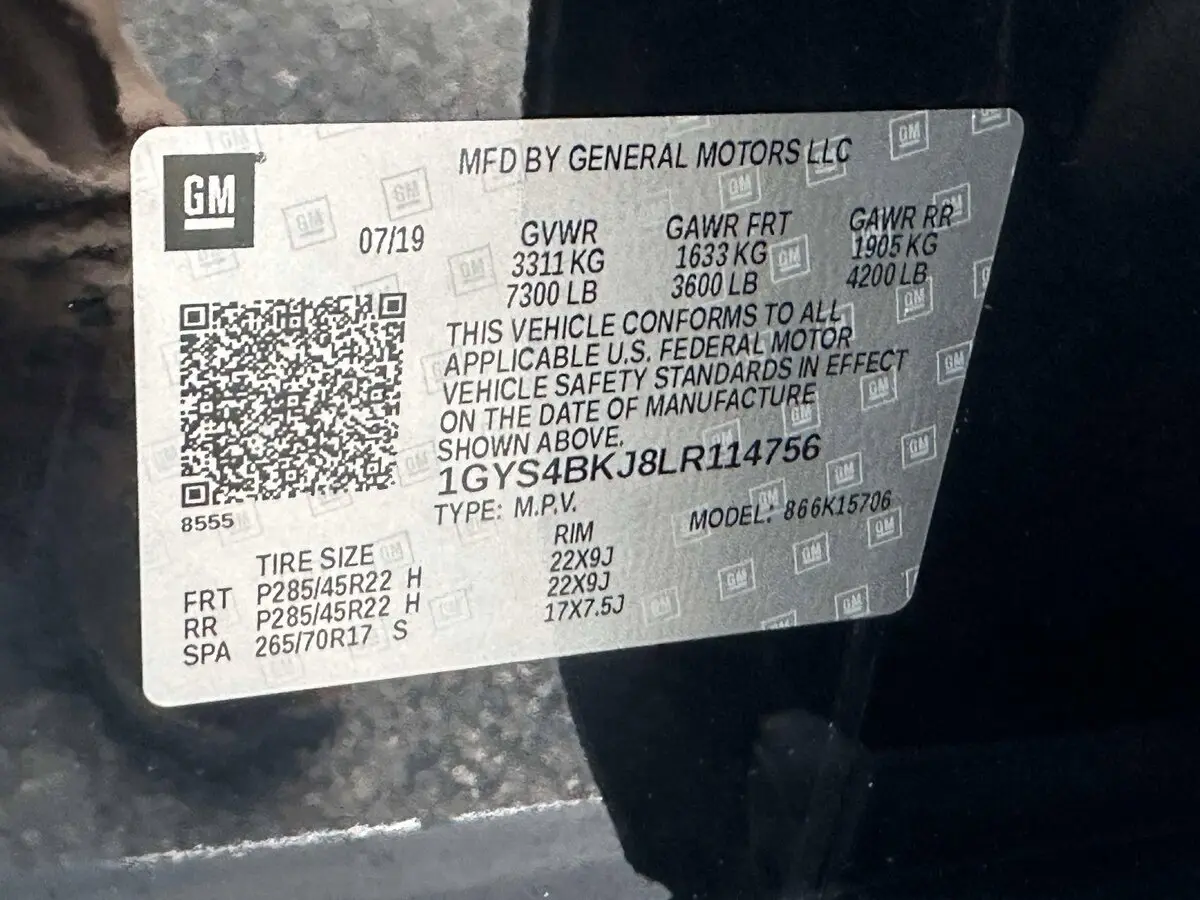 MFD BY GENERAL MOTORS LLC
GM
07/19
GVWR GAWR FRT GAWR RR
3311 KG 1633 KG 1905 KG
7300 LB 3600 LB 4200 LB
THIS VEHICLE CONFORMS TO ALL
APPLICABLE U.S. FEDERAL MOTOR
VEHICLE SAFETY STANDARDS IN EFFECT
ON THE DATE OF MANUFACTURE
SHOWN ABOVE.
1GYS4BKJ8LR114756
TYPE: M.P.V. MODEL: 866K15706
8555
TIRE SIZE RIM
FRT P285/45R22 H 22X9J
RR P285/45R22 H 22X9J
SPA 265/70R17 S 17X7.5J